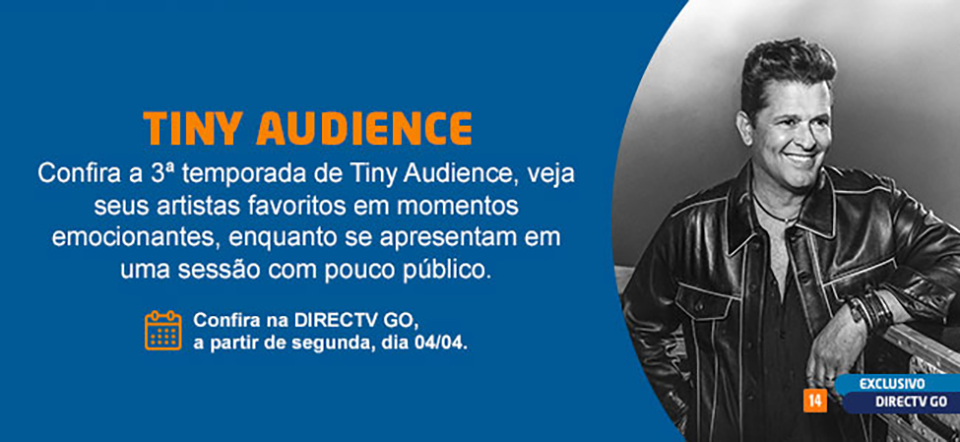 TINY AUDIENCE
Confira a 3ª temporada de Tiny Audience, veja
seus artistas favoritos em momentos
emocionantes, enquanto se apresentam em
uma sessão com pouco público.
Confira na DIRECTV GO,
a partir de segunda, dia 04/04.
14
EXCLUSIVO
DIRECTV GO